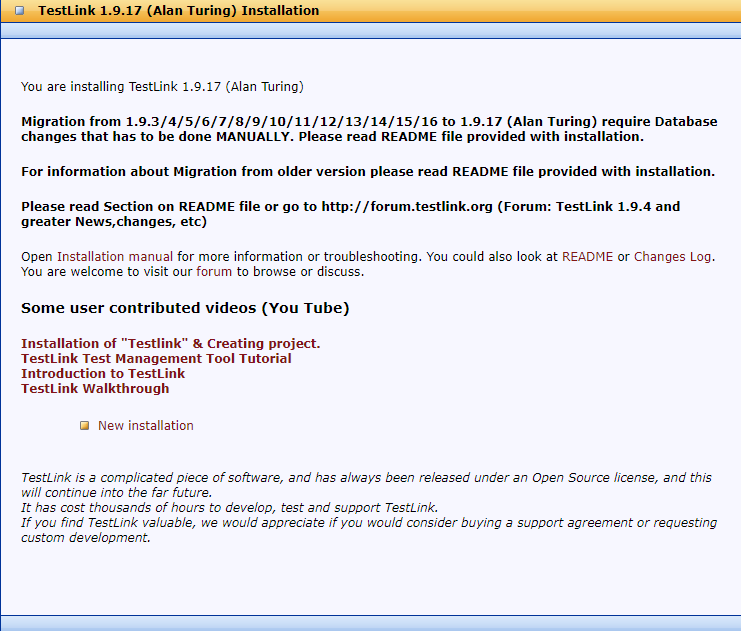 TestLink 1.9.17 (Alan Turing) Installation
You are installing TestLink 1.9.17 (Alan Turing)
Migration from 1.9.3/4/5/6/7/8/9/10/11/12/13/14/15/16 to 1.9.17 (Alan Turing) require Database
changes that has to be done MANUALLY. Please read README file provided with installation.
For information about Migration from older version please read README file provided with installation.
Please read Section on README file or go to http://forum.testlink.org (Forum: TestLink 1.9.4 and
greater News,changes, etc)
Open Installation manual for more information or troubleshooting. You could also look at README or Changes Log.
You are welcome to visit our forum to browse or discuss.
Some user contributed videos (You Tube)
Installation of "Testlink" & Creating project.
TestLink Test Management Tool Tutorial
Introduction to TestLink
TestLink Walkthrough
New installation
TestLink is a complicated piece of software, and has always been released under an Open Source license, and this
will continue into the far future.
It has cost thousands of hours to develop, test and support TestLink.
If you find TestLink valuable, we would appreciate if you would consider buying a support agreement or requesting
custom development.